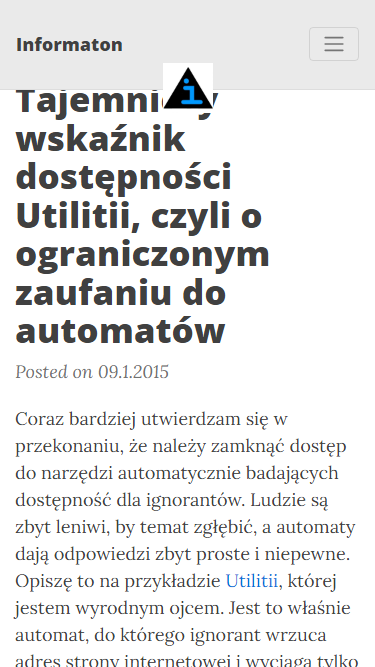 Informaton
Tajemniczy
wskaźnik
dostępności
Utilitii, czyli o
ograniczonym
zaufaniu do
automatów
Posted on 09.1.2015
Coraz bardziej utwierdzam się w
przekonaniu, że należy zamknąć dostęp
do narzędzi automatycznie badających
dostępność dla ignorantów. Ludzie są
zbyt leniwi, by temat zgłębić, a automaty
dają odpowiedzi zbyt proste i niepewne.
Opiszę to na przykładzie Utilitii, której
jestem wyrodnym ojcem. Jest to właśnie
automat, do którego ignorant wrzuca
adres strony internetowej i wyciąga tylko